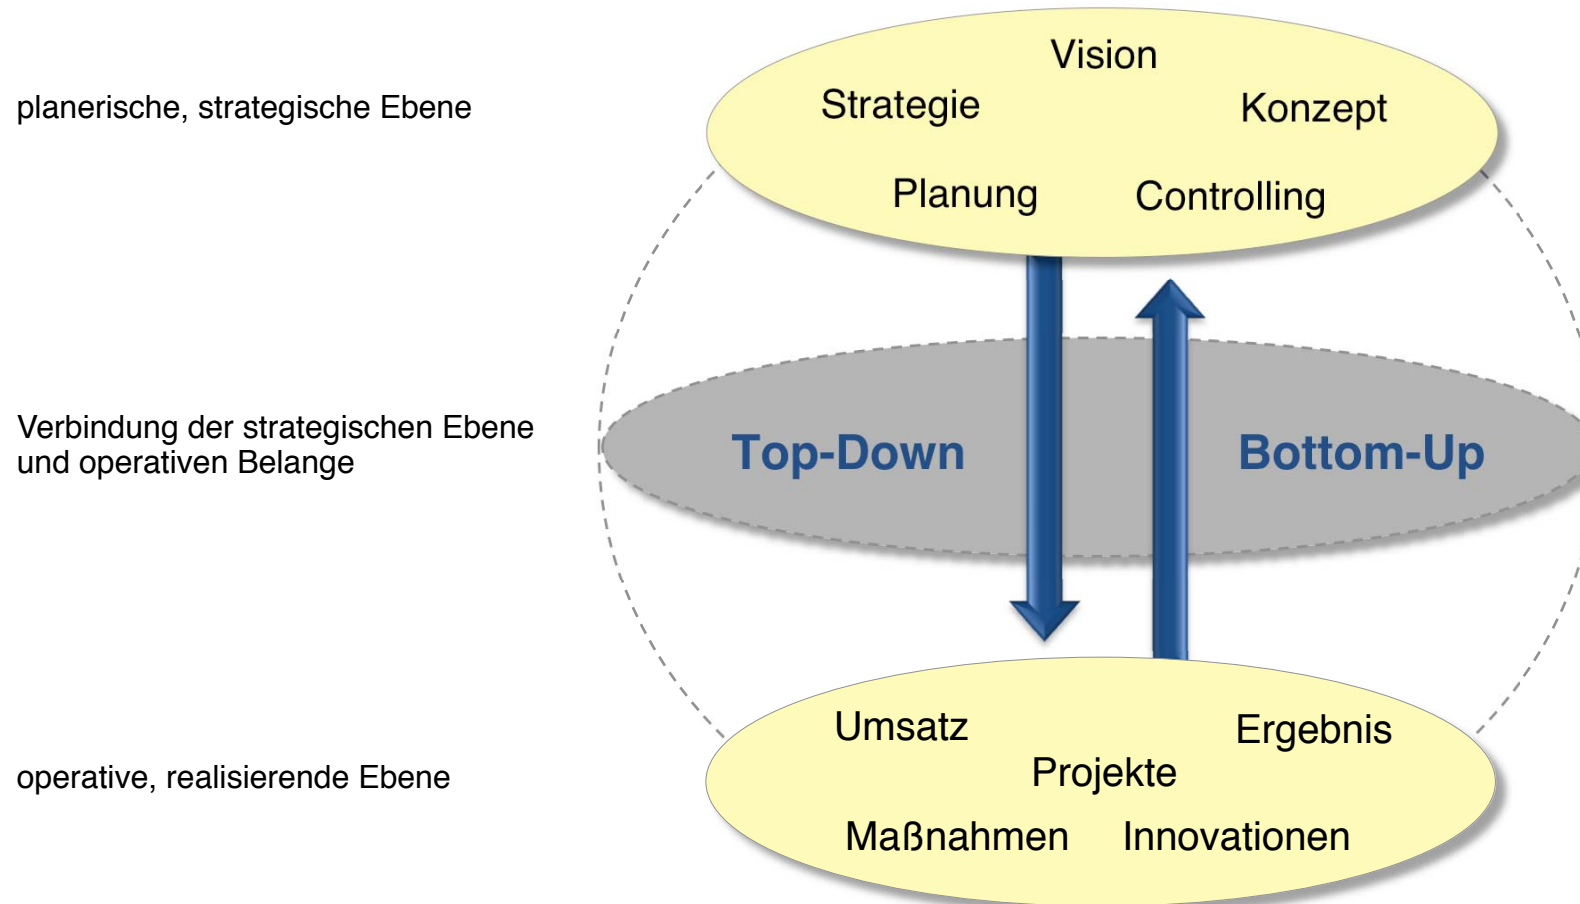 Vision
planerische, strategische Ebene
Strategie
Konzept
Planung
Controlling
Verbindung der strategischen Ebene
und operativen Belange
Top-Down
Bottom-Up
Umsatz
Ergebnis
operative, realisierende Ebene
Projekte
Maßnahmen
Innovationen